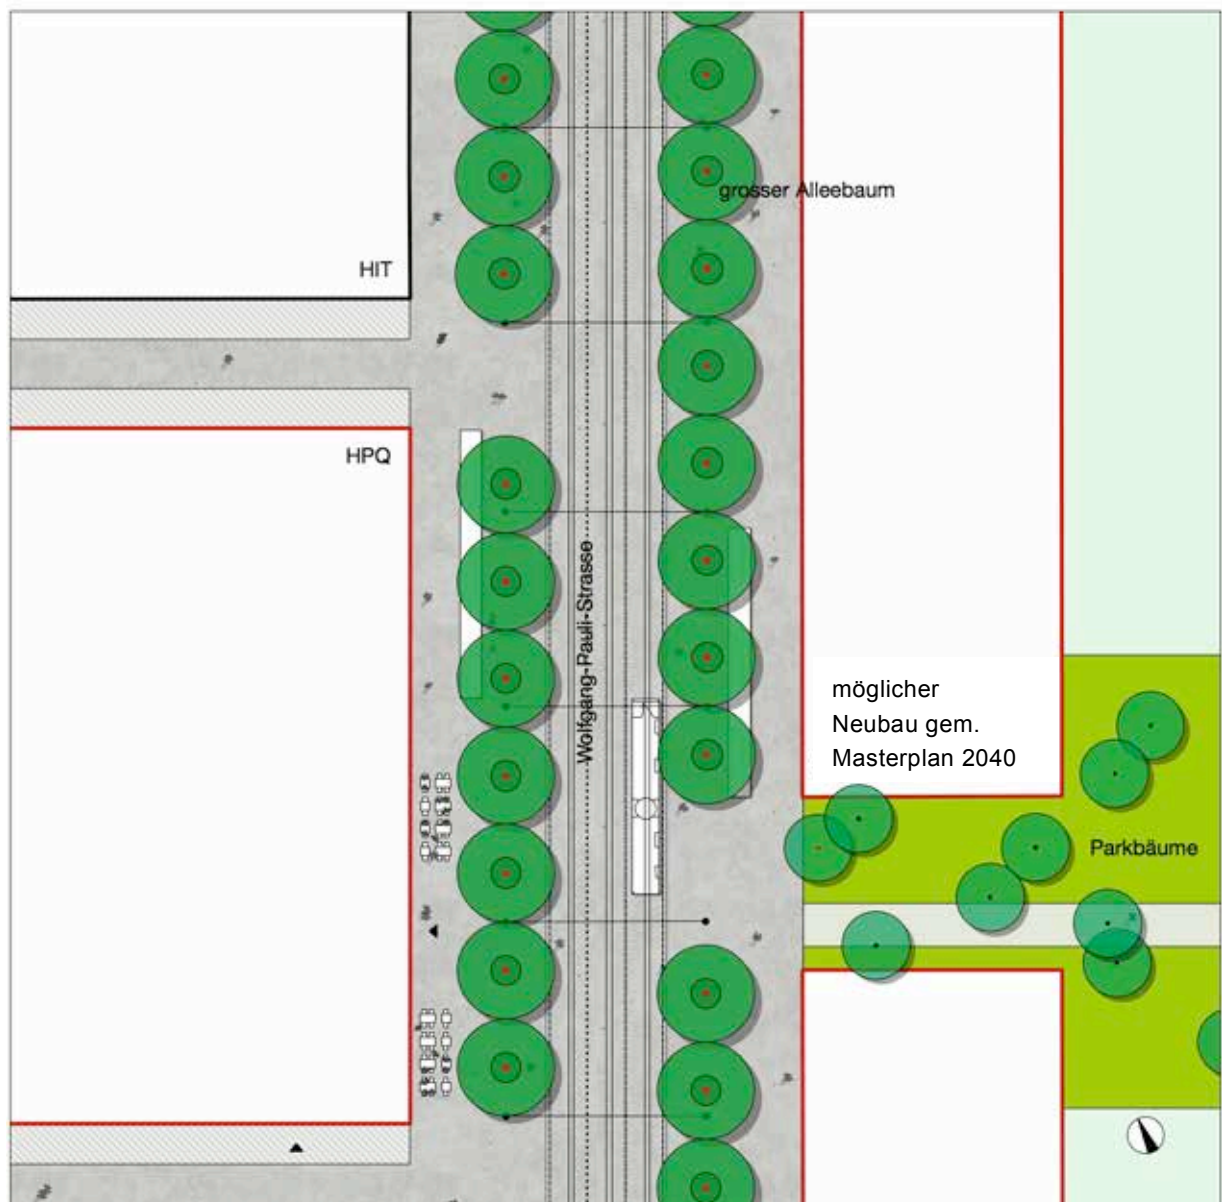 grosser Alleebaum
HIT
HPQ
Wolfgang-Pauli-Strasse
möglicher
Neubau gem.
Masterplan 2040
Parkbäume